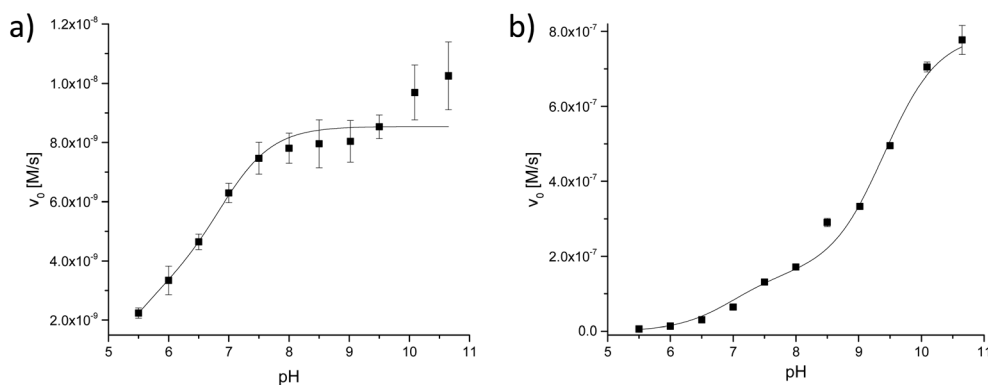 a)
1.2x10⁻⁸
1.0x10⁻⁸
8.0x10⁻⁹
6.0x10⁻⁹
4.0x10⁻⁹
2.0x10⁻⁹
v₀ [M/s]
5 6 7 8 9 10 11
pH
b)
8.0x10⁻⁷
6.0x10⁻⁷
4.0x10⁻⁷
2.0x10⁻⁷
0.0
v₀ [M/s]
5 6 7 8 9 10 11
pH